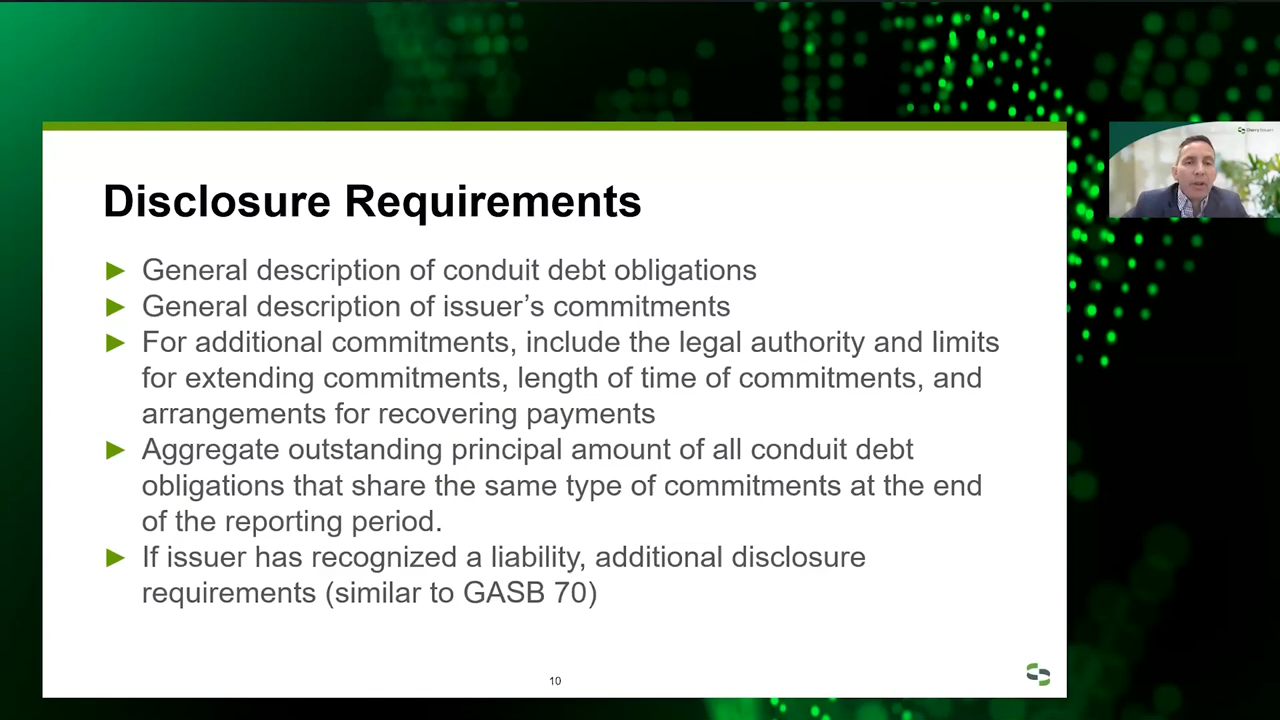 Disclosure Requirements
► General description of conduit debt obligations
► General description of issuer’s commitments
► For additional commitments, include the legal authority and limits
for extending commitments, length of time of commitments, and
arrangements for recovering payments
► Aggregate outstanding principal amount of all conduit debt
obligations that share the same type of commitments at the end
of the reporting period.
► If issuer has recognized a liability, additional disclosure
requirements (similar to GASB 70)
10